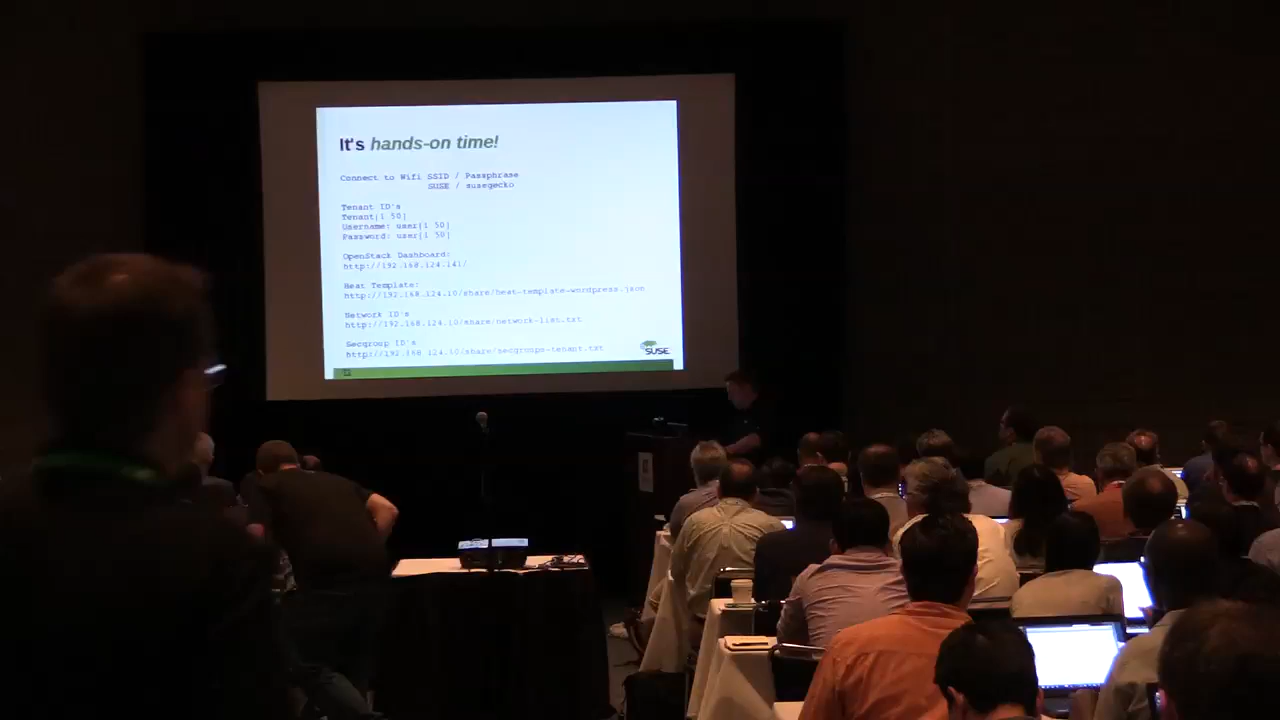 It's hands-on time!
Connect to Wifi SSID / Passphrase
SUSE / susegecko
Tenant ID's
Tenant[1 50]
Username: user[1 50]
Password: user[1 50]
OpenStack Dashboard:
http://192.168.124.141/
Heat Template:
http://192.168.124.10/share/heat-template-wordpress.json
Network ID's
http://192.168.124.10/share/network-list.txt
Secgroup ID's
http://192.168.124.10/share/secgroups-tenant.txt
SUSE